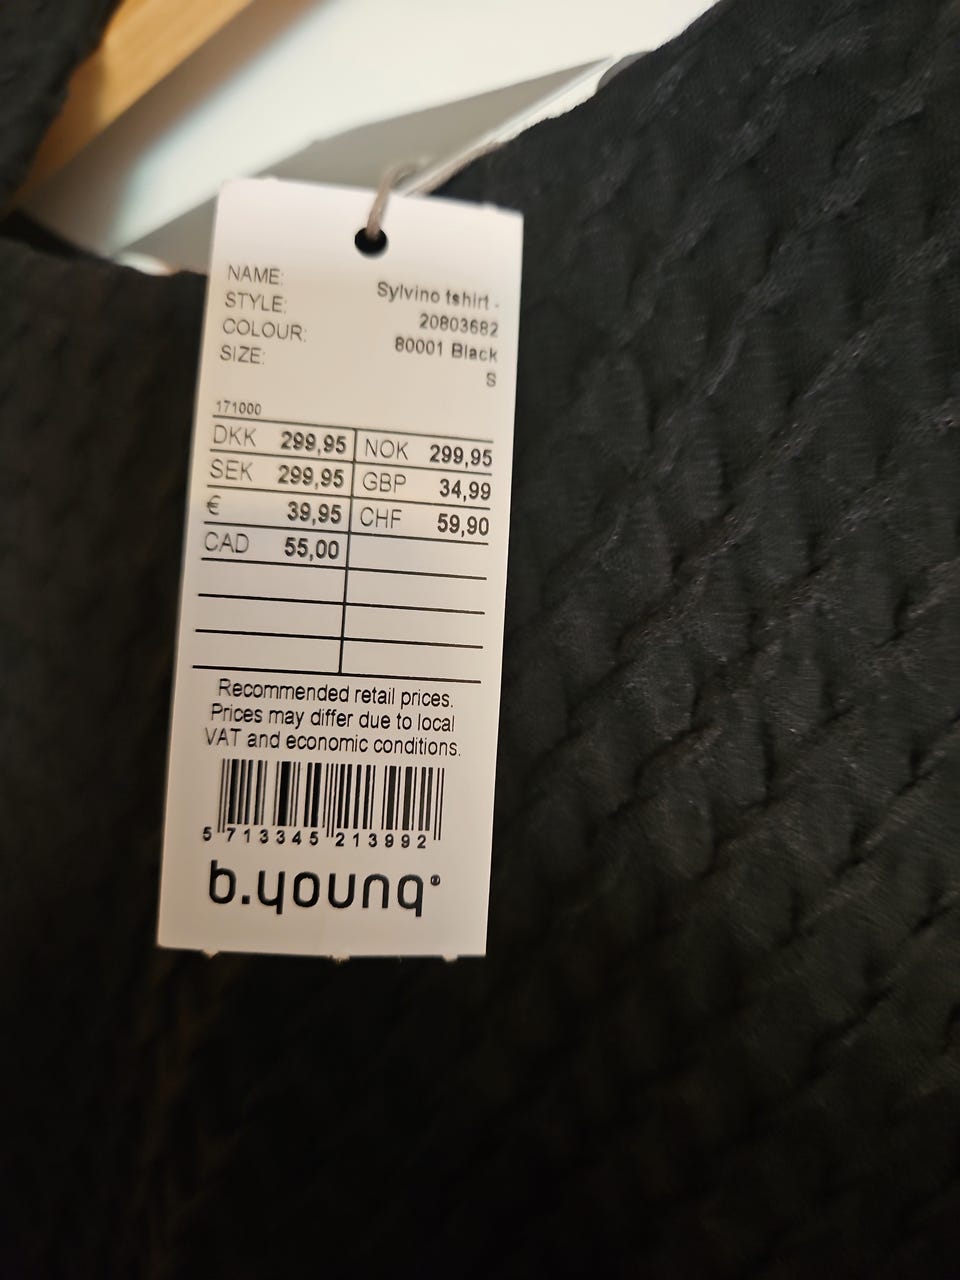 NAME: Sylvino tshirt -
STYLE: 20803682
COLOUR: 80001 Black
SIZE: S
171000
DKK 299,95 NOK 299,95
SEK 299,95 GBP 34,99
€ 39,95 CHF 59,90
CAD 55,00
Recommended retail prices.
Prices may differ due to local
VAT and economic conditions.
5 713345 213992
b.young®